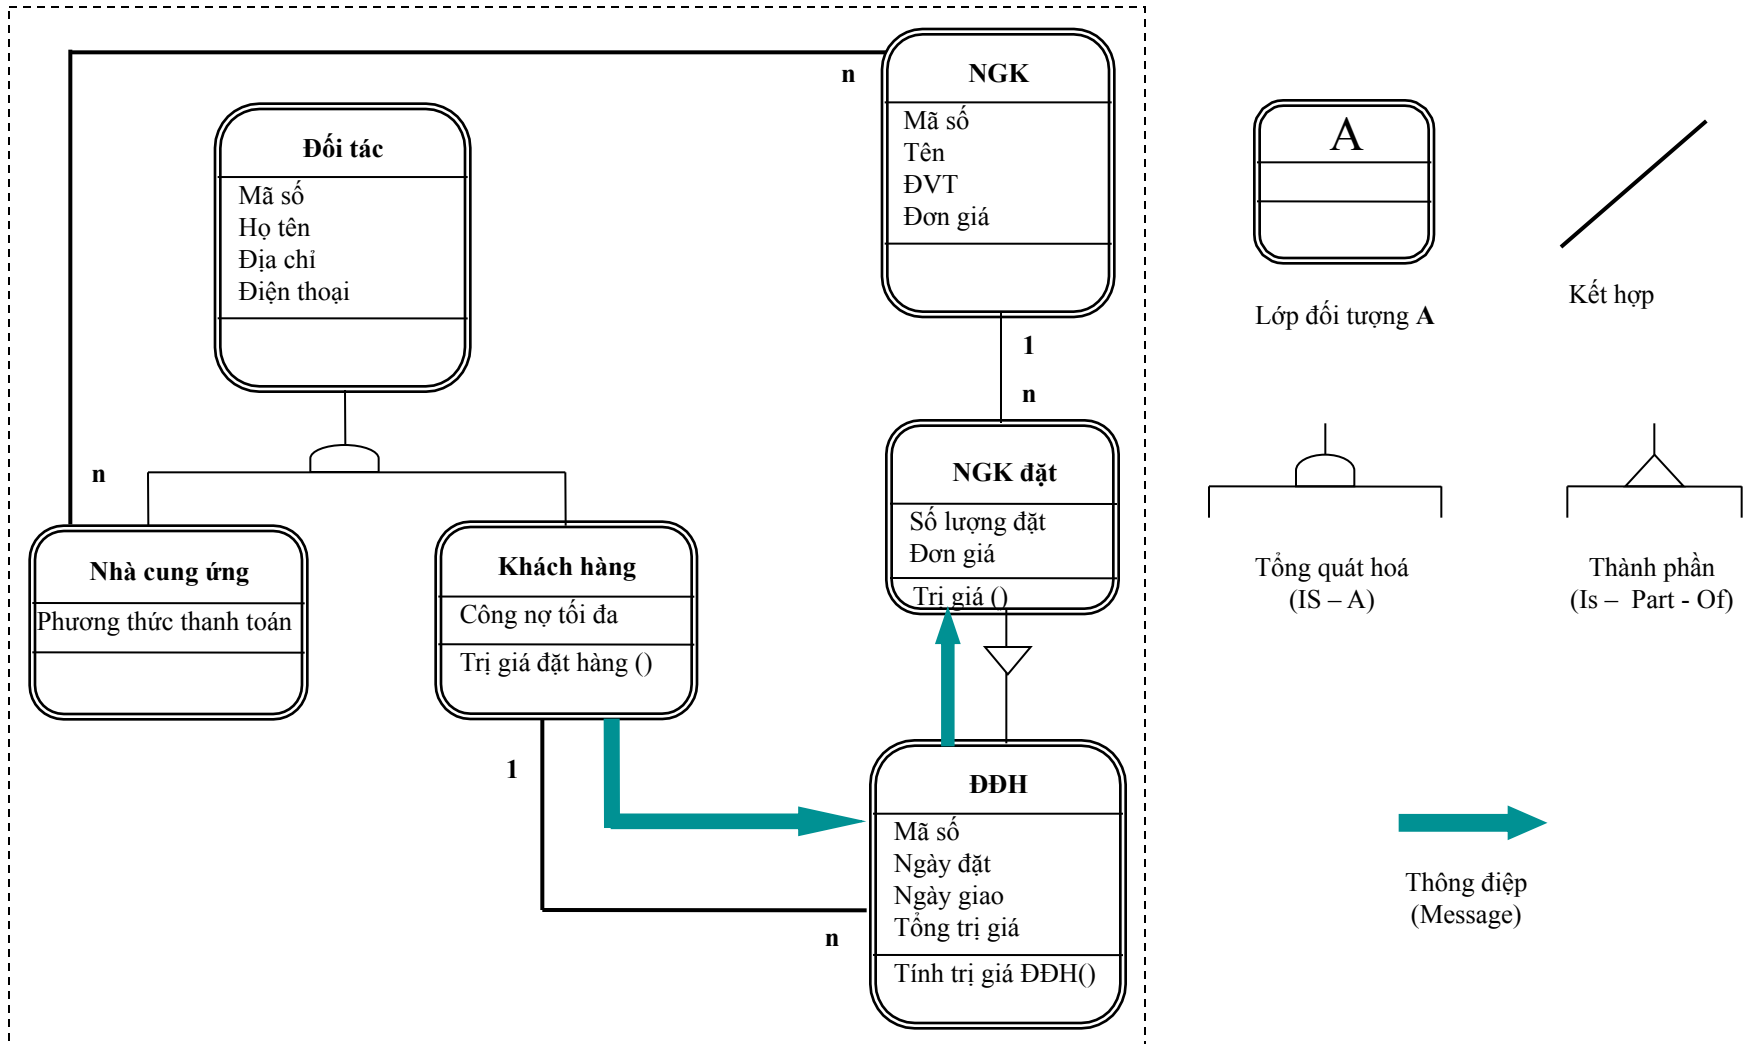 n
NGK
Mã số
Tên
ĐVT
Đơn giá
Đối tác
Mã số
Họ tên
Địa chỉ
Điện thoại
1
n
n
NGK đặt
Số lượng đặt
Đơn giá
Trị giá ()
Nhà cung ứng
Phương thức thanh toán
Khách hàng
Công nợ tối đa
Trị giá đặt hàng ()
1
n
ĐĐH
Mã số
Ngày đặt
Ngày giao
Tổng trị giá
Tính trị giá ĐĐH()
A
Lớp đối tượng A
Kết hợp
Tổng quát hoá
(IS – A)
Thành phần
(Is – Part - Of)
Thông điệp
(Message)